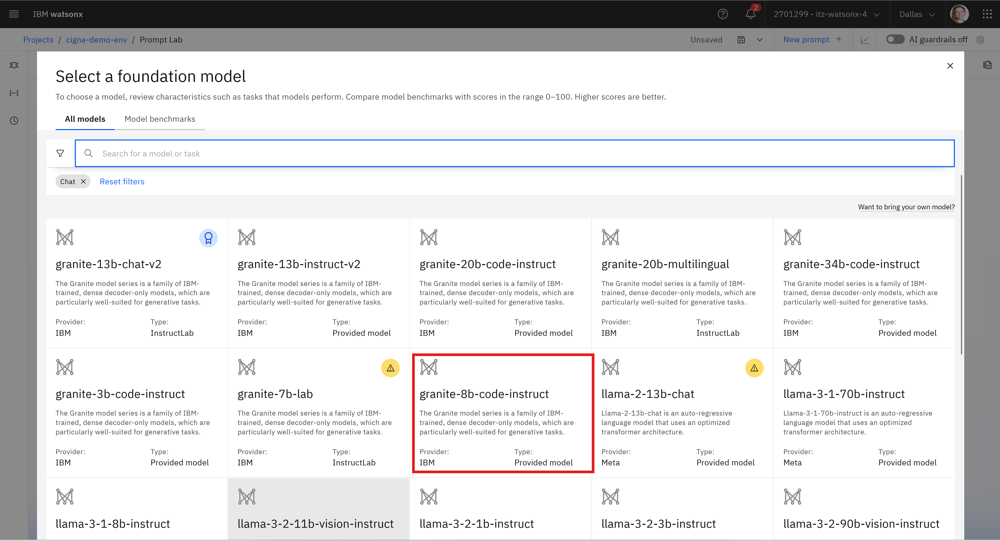 IBM watsonx
2
2701299 - itz-watsonx-4
Dallas
Projects / cigna-demo-env / Prompt Lab
Unsaved
New prompt +
AI guardrails off
Select a foundation model
To choose a model, review characteristics such as tasks that models perform. Compare model benchmarks with scores in the range 0–100. Higher scores are better.
All models
Model benchmarks
Search for a model or task
Chat
Reset filters
Want to bring your own model?
granite-13b-chat-v2
The Granite model series is a family of IBM-
trained, dense decoder-only models, which are
particularly well-suited for generative tasks.
Provider:
IBM
Type:
InstructLab
granite-13b-instruct-v2
The Granite model series is a family of IBM-
trained, dense decoder-only models, which are
particularly well-suited for generative tasks.
Provider:
IBM
Type:
Provided model
granite-20b-code-instruct
The Granite model series is a family of IBM-
trained, dense decoder-only models, which are
particularly well-suited for generative tasks.
Provider:
IBM
Type:
Provided model
granite-20b-multilingual
The Granite model series is a family of IBM-
trained, dense decoder-only models, which are
particularly well-suited for generative tasks.
Provider:
IBM
Type:
InstructLab
granite-34b-code-instruct
The Granite model series is a family of IBM-
trained, dense decoder-only models, which are
particularly well-suited for generative tasks.
Provider:
IBM
Type:
Provided model
granite-3b-code-instruct
The Granite model series is a family of IBM-
trained, dense decoder-only models, which are
particularly well-suited for generative tasks.
Provider:
IBM
Type:
Provided model
granite-7b-lab
The Granite model series is a family of IBM-
trained, dense decoder-only models, which are
particularly well-suited for generative tasks.
Provider:
IBM
Type:
InstructLab
granite-8b-code-instruct
The Granite model series is a family of IBM-
trained, dense decoder-only models, which are
particularly well-suited for generative tasks.
Provider:
IBM
Type:
Provided model
llama-2-13b-chat
Llama-2-13b-chat is an auto-regressive
language model that uses an optimized
transformer architecture.
Provider:
Meta
Type:
Provided model
llama-3-1-70b-instruct
Llama-3-1-70b-instruct is an auto-regressive
language model that uses an optimized
transformer architecture.
Provider:
Meta
Type:
Provided model
llama-3-1-8b-instruct
llama-3-2-11b-vision-instruct
llama-3-2-1b-instruct
llama-3-2-3b-instruct
llama-3-2-90b-vision-instruct